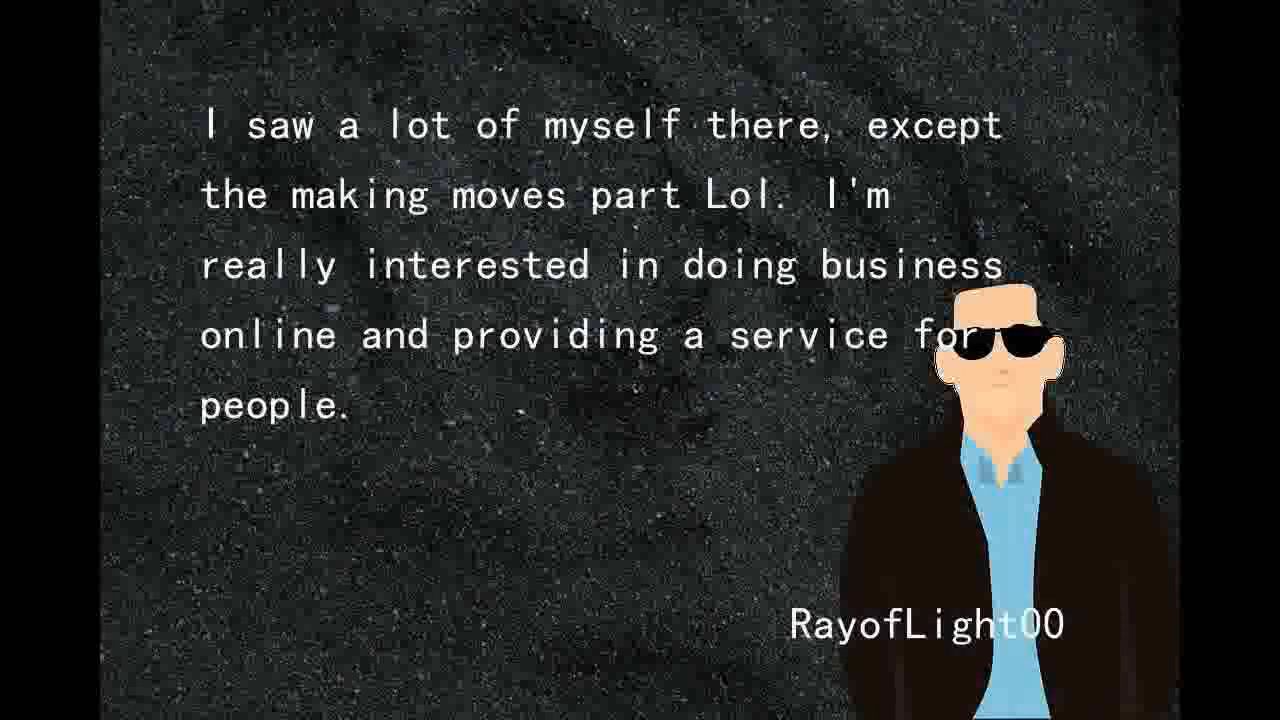 I saw a lot of myself there, except
the making moves part Lol. I'm
really interested in doing business
online and providing a service for
people.
RayofLight00